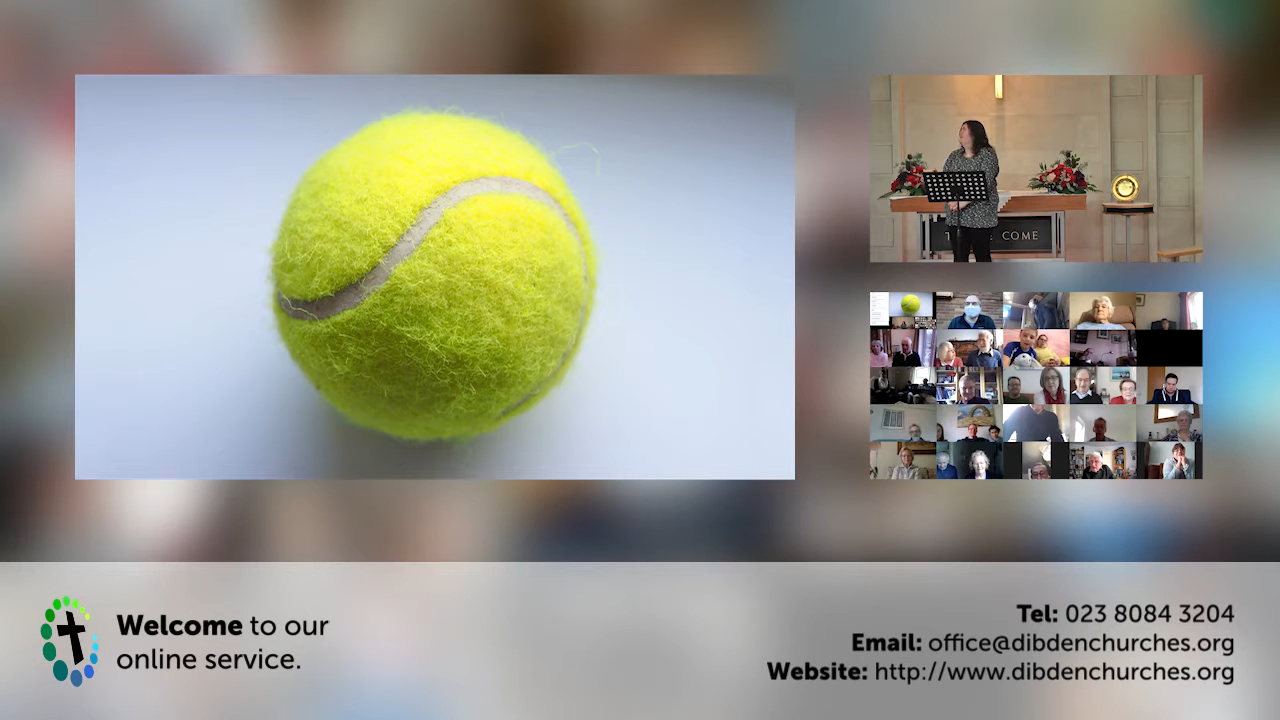 COME
Welcome to our
online service.
Tel: 023 8084 3204
Email: office@dibdenchurches.org
Website: http://www.dibdenchurches.org